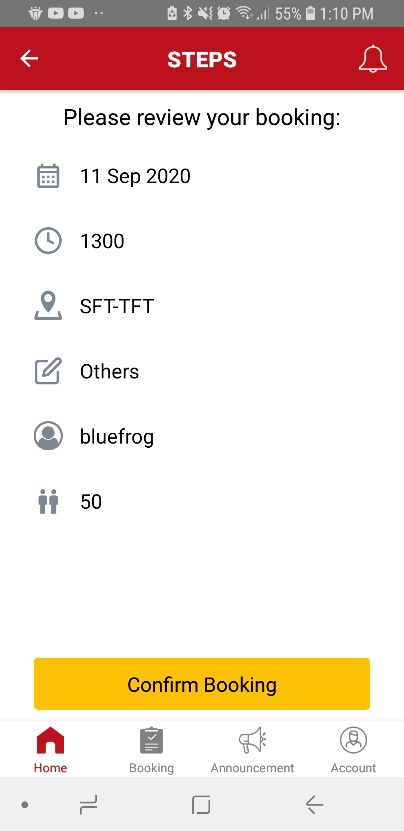 55% 1:10 PM
STEPS
Please review your booking:
11 Sep 2020
1300
SFT-TFT
Others
bluefrog
50
Confirm Booking
Home Booking Announcement Account